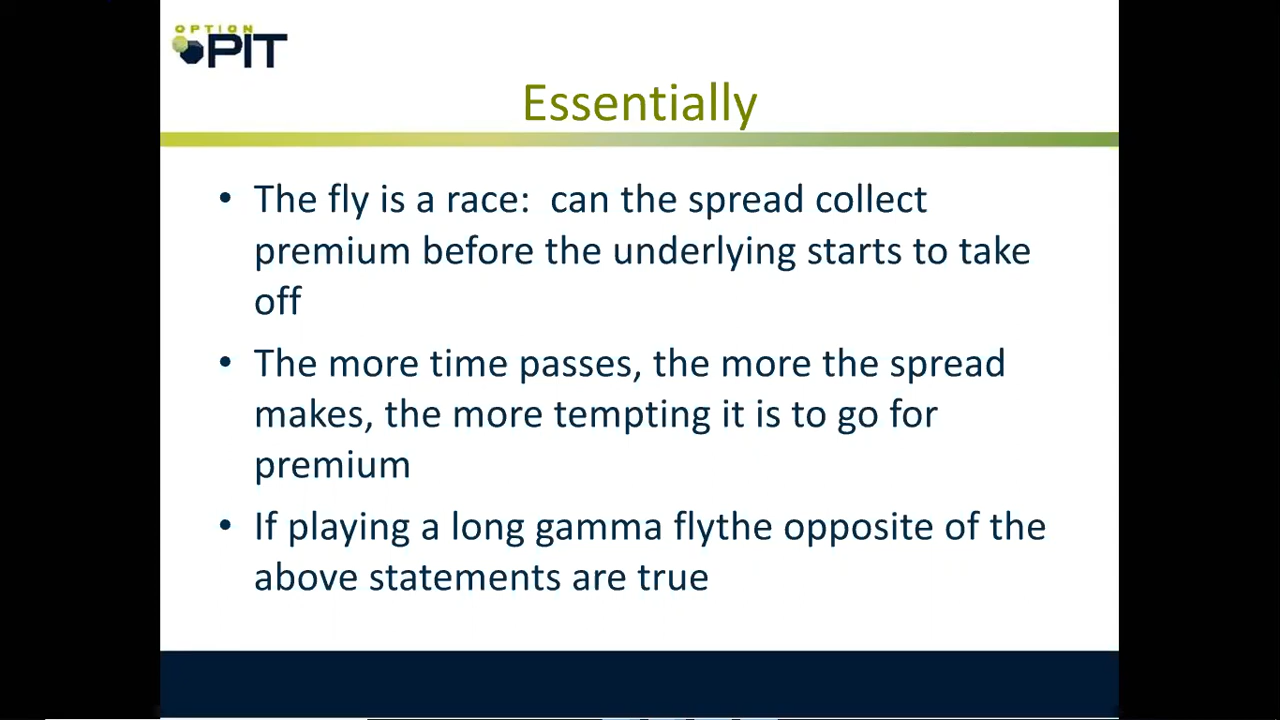 OPTION
PIT
Essentially
• The fly is a race:  can the spread collect
premium before the underlying starts to take
off
• The more time passes, the more the spread
makes, the more tempting it is to go for
premium
• If playing a long gamma flythe opposite of the
above statements are true